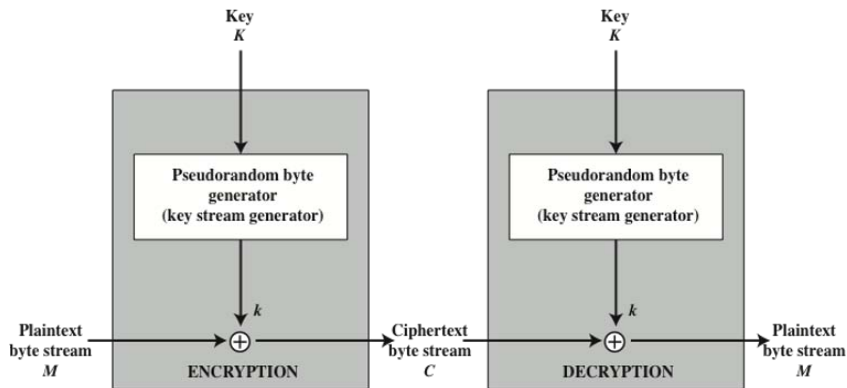 Key
K
Key
K
Pseudorandom byte
generator
(key stream generator)
Pseudorandom byte
generator
(key stream generator)
k
k
Plaintext
byte stream
M
Ciphertext
byte stream
C
Plaintext
byte stream
M
ENCRYPTION
DECRYPTION